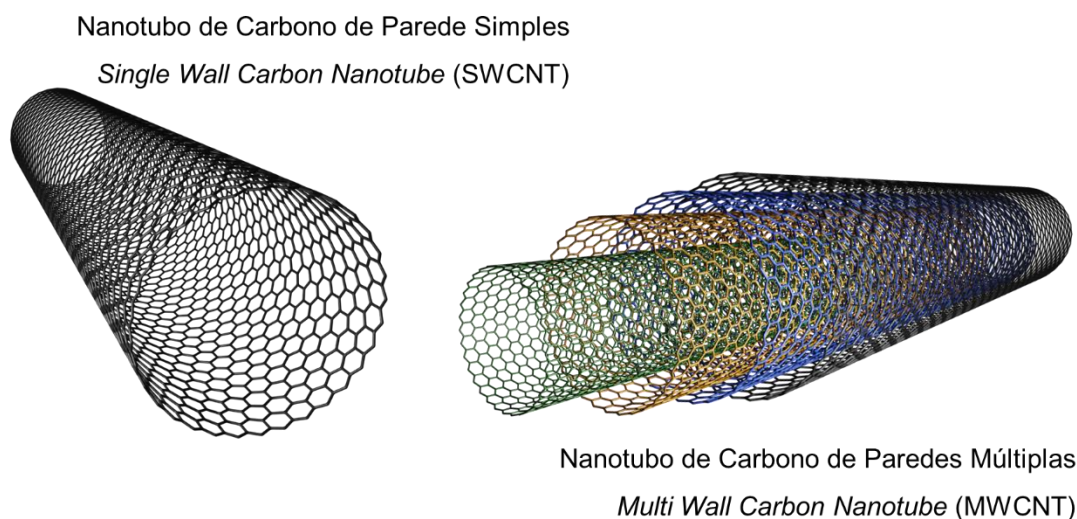 Nanotubo de Carbono de Parede Simples
Single Wall Carbon Nanotube (SWCNT)
Nanotubo de Carbono de Paredes Múltiplas
Multi Wall Carbon Nanotube (MWCNT)